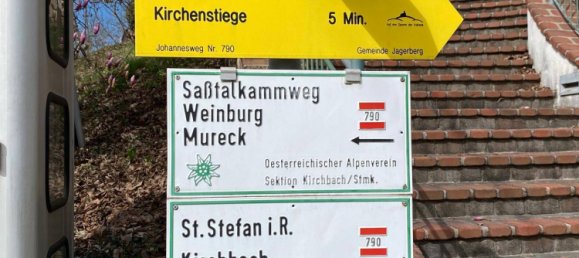 Kirchenstiege 5 Min.
Johannesweg Nr. 790 Gemeinde Jagerberg
Saßtalkammweg
Weinburg 790
Mureck
Oesterreichischer Alpenverein
Sektion Kirchbach/Stmk.
St. Stefan i.R.
790
Kirchbach